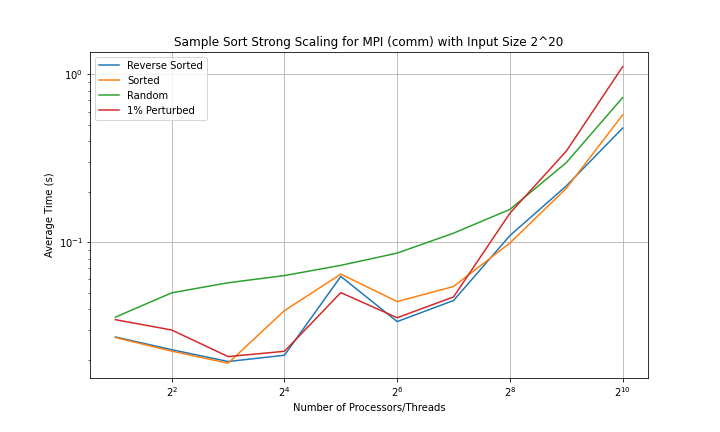 Sample Sort Strong Scaling for MPI (comm) with Input Size 2^20
Reverse Sorted
Sorted
Random
1% Perturbed
Average Time (s)
10⁰
10⁻¹
2² 2⁴ 2⁶ 2⁸ 2¹⁰
Number of Processors/Threads